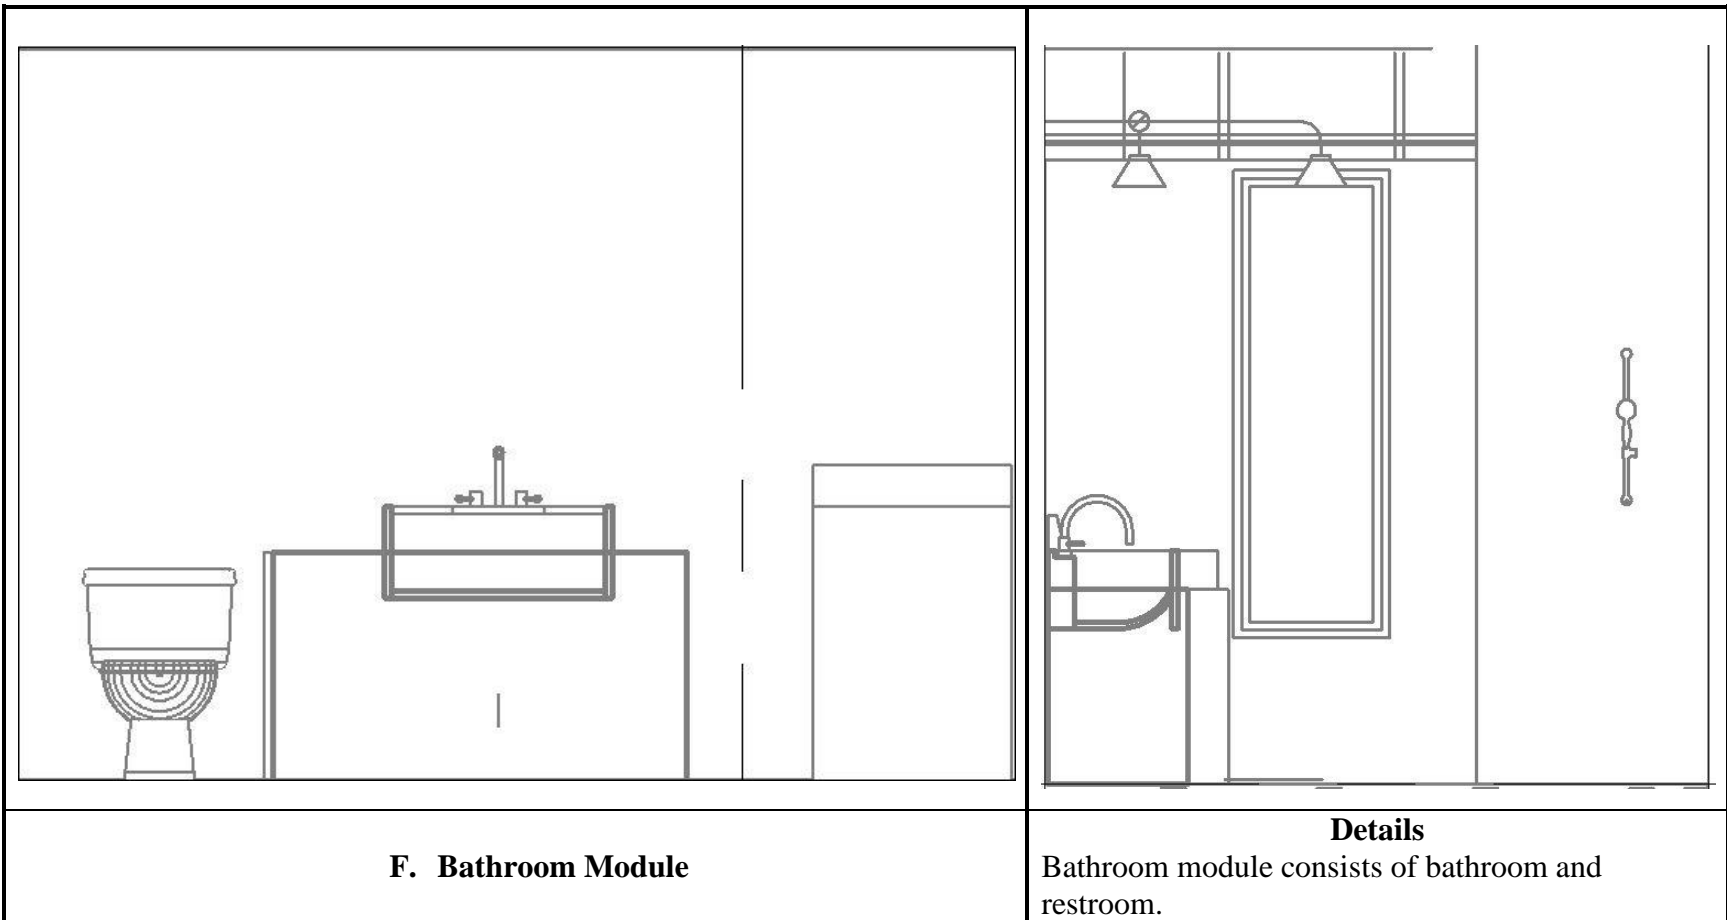 F. Bathroom Module
Details
Bathroom module consists of bathroom and
restroom.